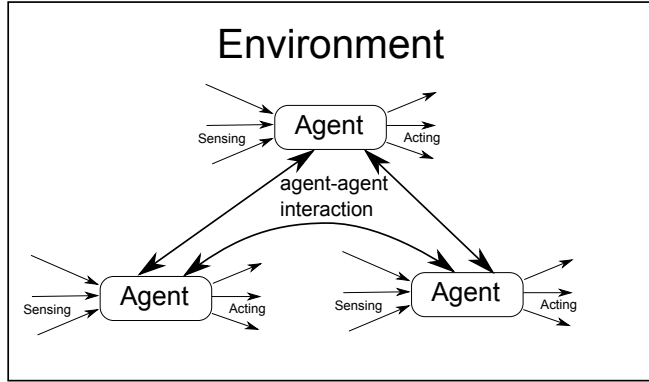 Environment
Agent
Sensing
Acting
agent-agent
interaction
Agent
Sensing
Acting
Agent
Sensing
Acting